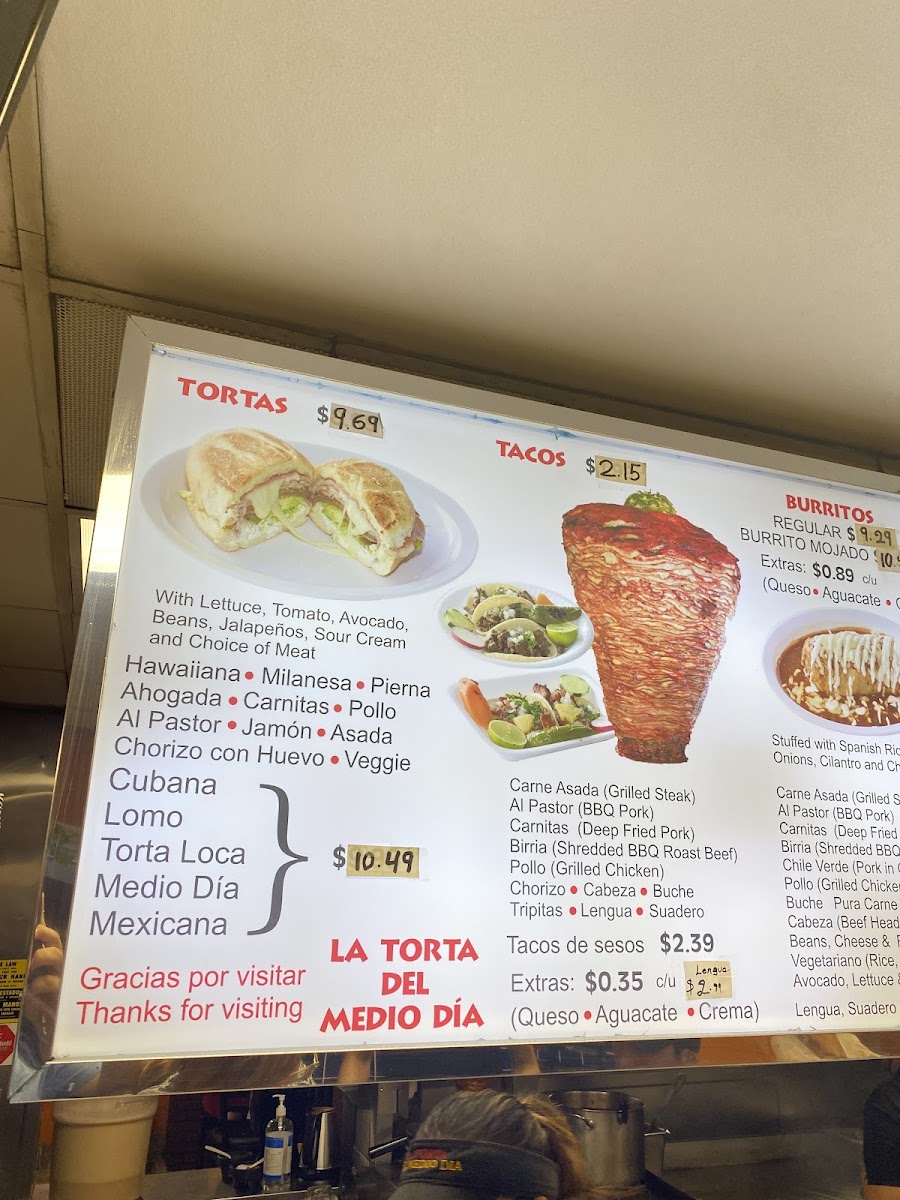 TORTAS $9.69
With Lettuce, Tomato, Avocado,
Beans, Jalapeños, Sour Cream
and Choice of Meat
Hawaiiana • Milanesa • Pierna
Ahogada • Carnitas • Pollo
Al Pastor • Jamón • Asada
Chorizo con Huevo • Veggie
Cubana
Lomo
Torta Loca
Medio Día
Mexicana
$10.49
Gracias por visitar
Thanks for visiting
LA TORTA
DEL
MEDIO DÍA
TACOS $2.15
Carne Asada (Grilled Steak)
Al Pastor (BBQ Pork)
Carnitas (Deep Fried Pork)
Birria (Shredded BBQ Roast Beef)
Pollo (Grilled Chicken)
Chorizo • Cabeza • Buche
Tripitas • Lengua • Suadero
Tacos de sesos $2.39
Extras: $0.35 c/u
Lengua
$2.99
(Queso • Aguacate • Crema)
BURRITOS
REGULAR $9.29
BURRITO MOJADO $10.
Extras: $0.89 c/u
(Queso • Aguacate •
Stuffed with Spanish
Onions, Cilantro and
Carne Asada (Grilled
Al Pastor (BBQ Pork)
Carnitas (Deep Fried
Birria (Shredded BBQ
Chile Verde (Pork in
Pollo (Grilled
Buche Pura Carne
Cabeza (Beef Head
Beans, Cheese &
Vegetariano (Rice,
Avocado, Lettuce
Lengua, Suadero
MEDIO DIA